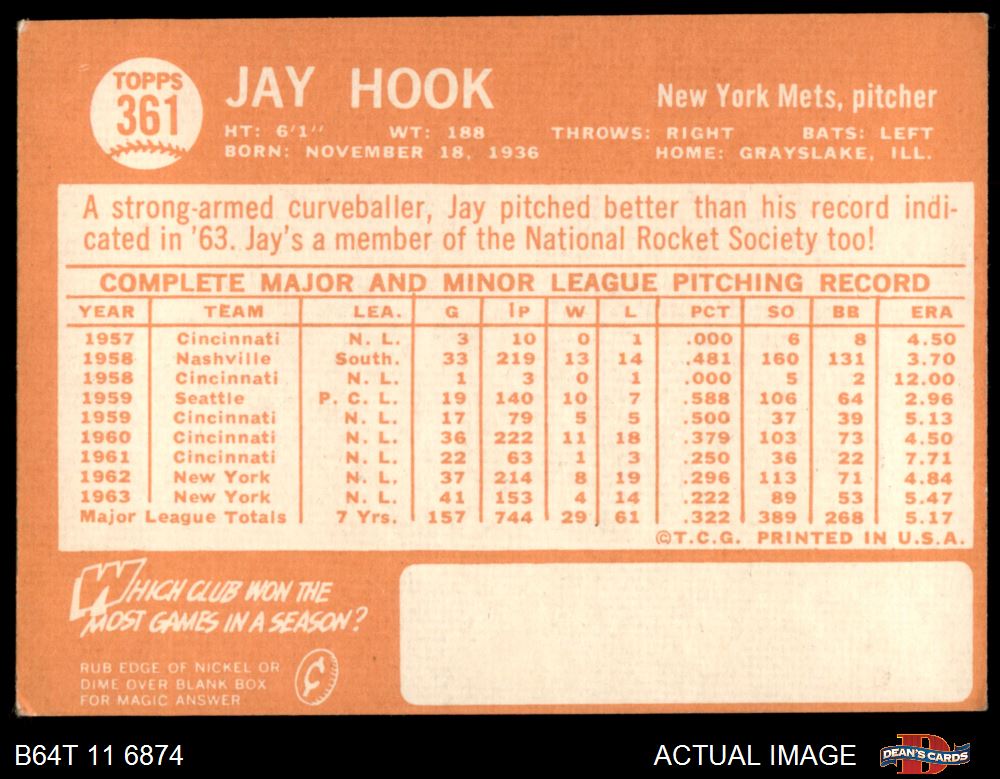 TOPPS
361
JAY HOOK
New York Mets, pitcher
HT: 6'1'' WT: 188 THROWS: RIGHT BATS: LEFT
BORN: NOVEMBER 18, 1936 HOME: GRAYSLAKE, ILL.
A strong-armed curveballer, Jay pitched better than his record indi-
cated in '63. Jay's a member of the National Rocket Society too!
COMPLETE MAJOR AND MINOR LEAGUE PITCHING RECORD
YEAR TEAM LEA. G IP W L PCT SO BB ERA
1957 Cincinnati N. L. 3 10 0 1 .000 6 8 4.50
1958 Nashville South. 33 219 13 14 .481 160 131 3.70
1958 Cincinnati N. L. 1 3 0 1 .000 5 2 12.00
1959 Seattle P. C. L. 19 140 10 7 .588 106 64 2.96
1959 Cincinnati N. L. 17 79 5 5 .500 37 39 5.13
1960 Cincinnati N. L. 36 222 11 18 .379 103 73 4.50
1961 Cincinnati N. L. 22 63 1 3 .250 36 22 7.71
1962 New York N. L. 37 214 8 19 .296 113 71 4.84
1963 New York N. L. 41 153 4 14 .222 89 53 5.47
Major League Totals 7 Yrs. 157 744 29 61 .322 389 268 5.17
©T.C.G. PRINTED IN U.S.A.
WHICH CLUB WON THE
MOST GAMES IN A SEASON?
RUB EDGE OF NICKEL OR
DIME OVER BLANK BOX
FOR MAGIC ANSWER
¢
B64T 11 6874
ACTUAL IMAGE
DEAN'S CARDS